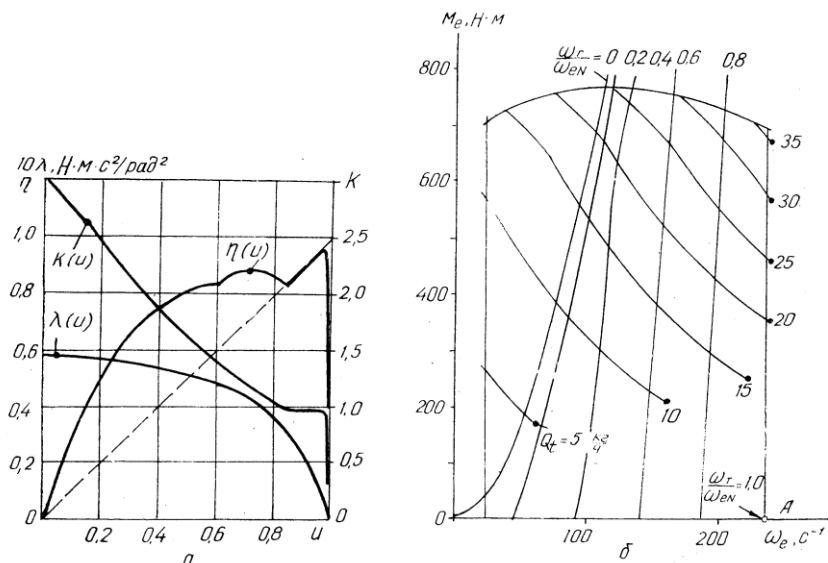 10λ, Н·м·с²/рад²
η
K
1,0
0,8
0,6
0,4
0,2
0
2,5
2,0
1,5
1,0
0,5
0
K(u)
η(u)
λ(u)
0,2 0,4 0,6 0,8 u
а
Mе, Н·м
800
600
400
200
0
ωт/ωеN = 0 0,2 0,4 0,6 0,8
35
30
25
20
15
10
Qt = 5 кг/ч
ωт/ωеN = 1,0
A
100 200 ωе, с⁻¹
б